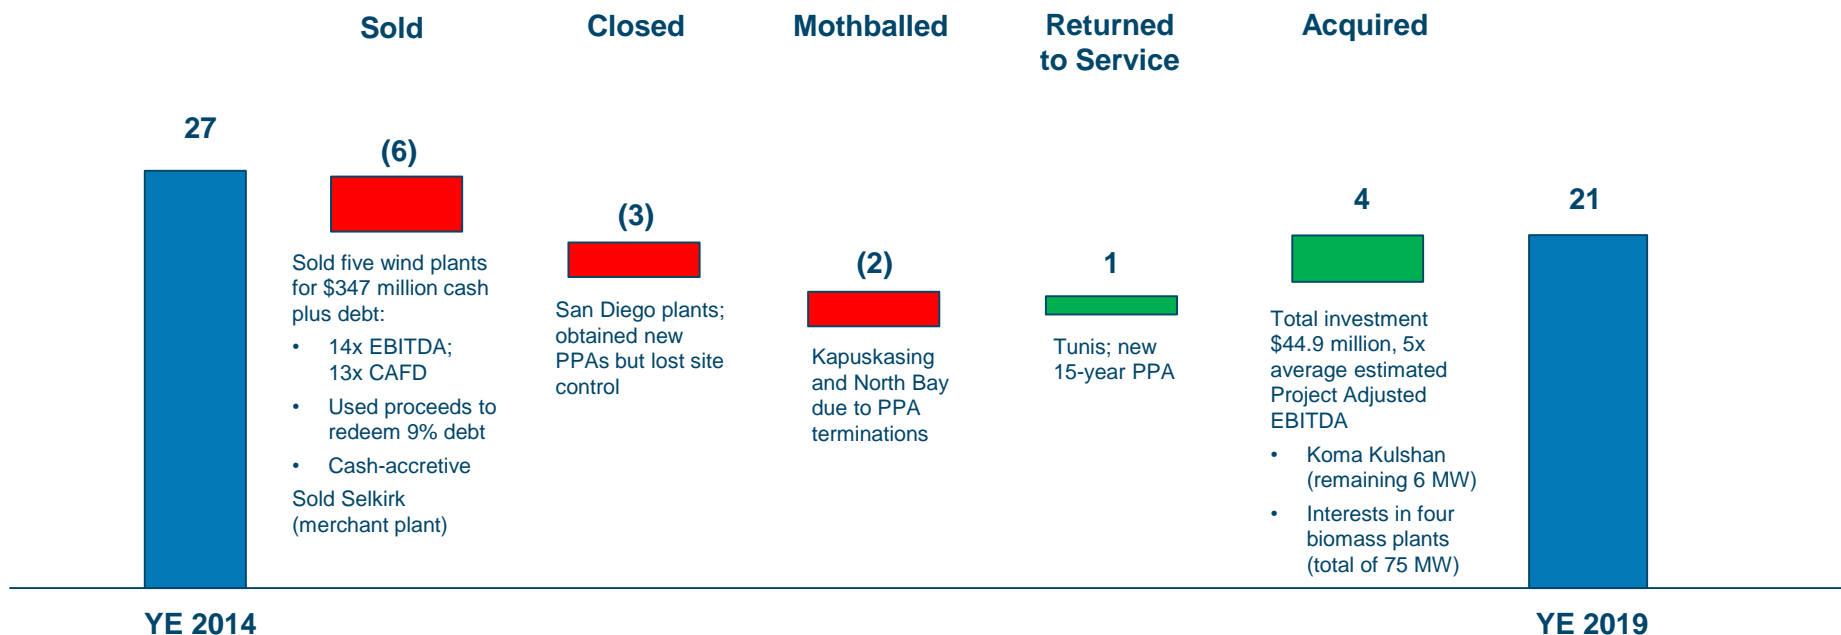 Sold
Closed
Mothballed
Returned
to Service
Acquired
27
(6)
Sold five wind plants
for $347 million cash
plus debt:
• 14x EBITDA;
13x CAFD
• Used proceeds to
redeem 9% debt
• Cash-accretive
Sold Selkirk
(merchant plant)
(3)
San Diego plants;
obtained new
PPAs but lost site
control
(2)
Kapuskasing
and North Bay
due to PPA
terminations
1
Tunis; new
15-year PPA
4
Total investment
$44.9 million, 5x
average estimated
Project Adjusted
EBITDA
• Koma Kulshan
(remaining 6 MW)
• Interests in four
biomass plants
(total of 75 MW)
21
YE 2014
YE 2019